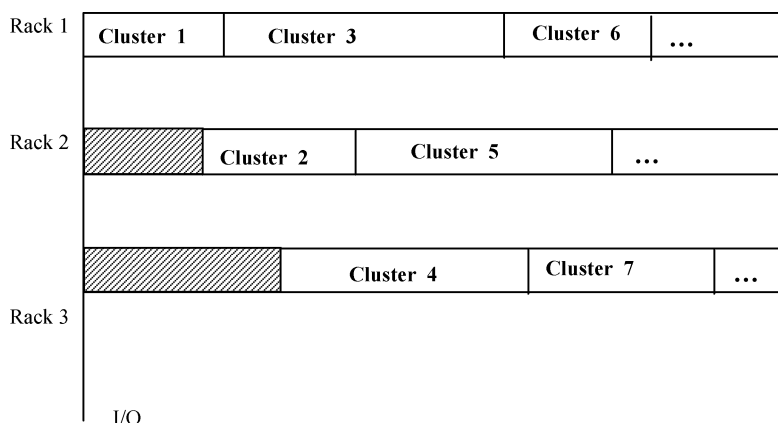 Rack 1
Cluster 1 Cluster 3 Cluster 6 ...
Rack 2
Cluster 2 Cluster 5 ...
Cluster 4 Cluster 7 ...
Rack 3
I/O